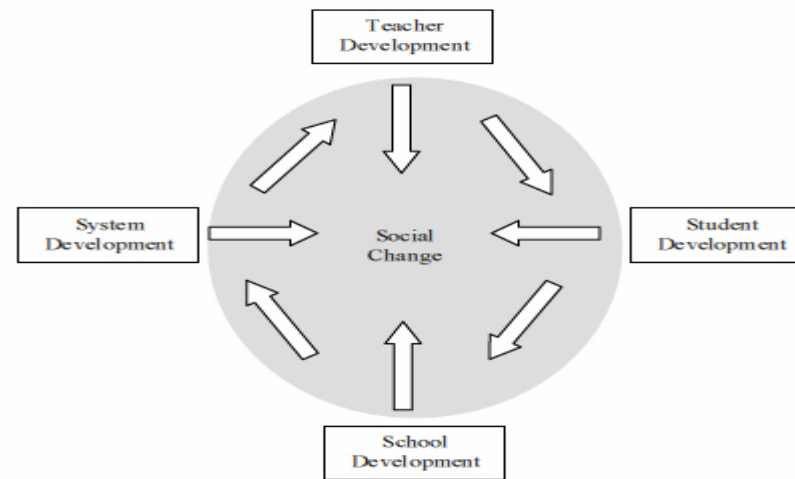 Teacher
Development
System
Development
Social
Change
Student
Development
School
Development